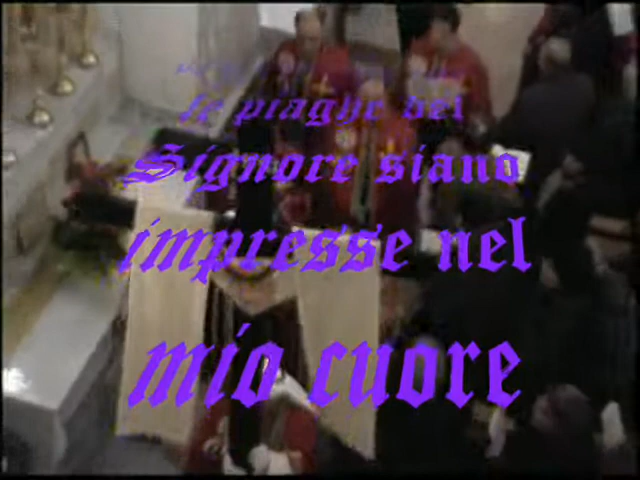 le piaghe del
Signore siano
impresse nel
mio cuore